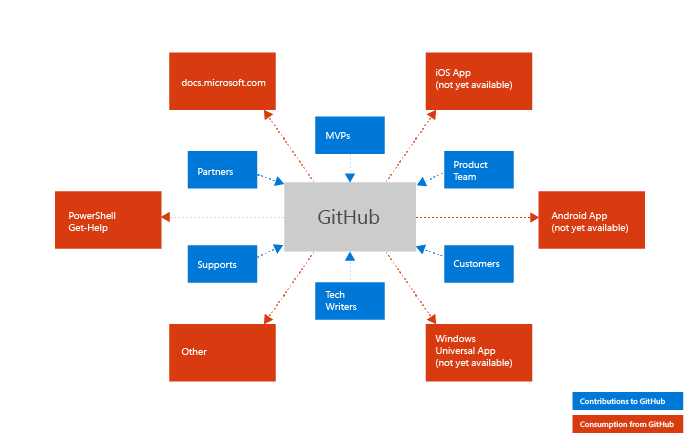 docs.microsoft.com
iOS App
(not yet available)
MVPs
Partners
Product
Team
PowerShell
Get-Help
GitHub
Android App
(not yet available)
Supports
Customers
Tech
Writers
Other
Windows
Universal App
(not yet available)
Contributions to GitHub
Consumption from GitHub